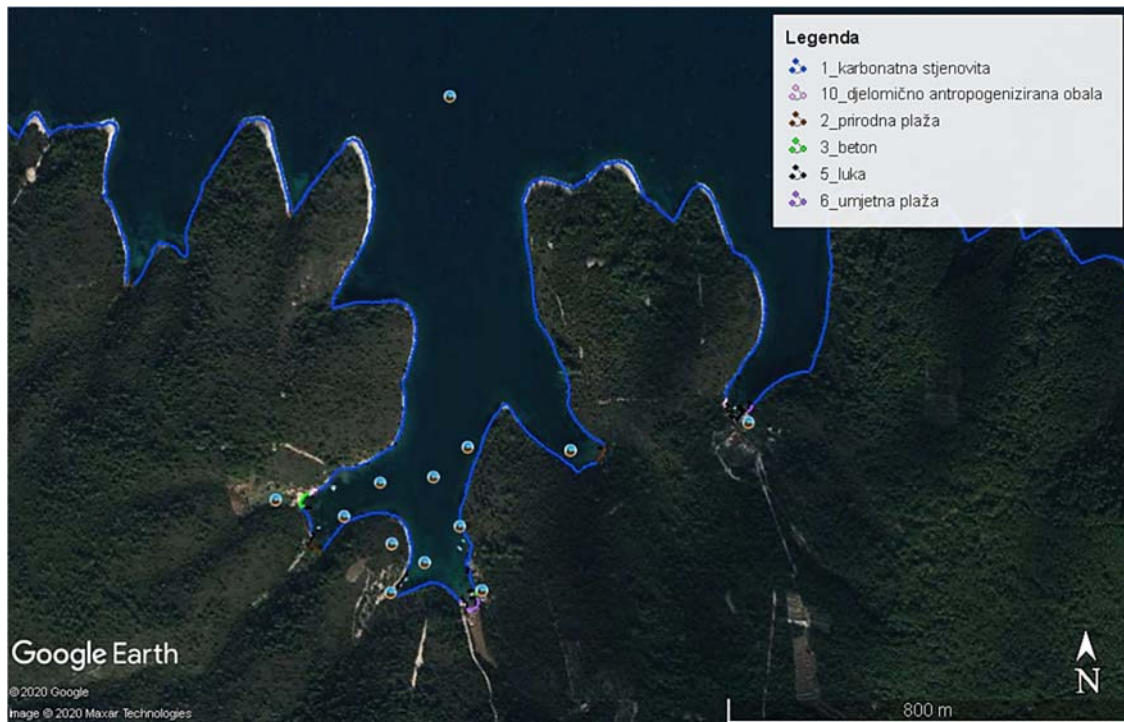 Legenda
1_karbonatna stjenovita
10_djelomično antropogenizirana obala
2_prirodna plaža
3_beton
5_luka
6_umjetna plaža
Google Earth
© 2020 Google
Image © 2020 Maxar Technologies
N
800 m